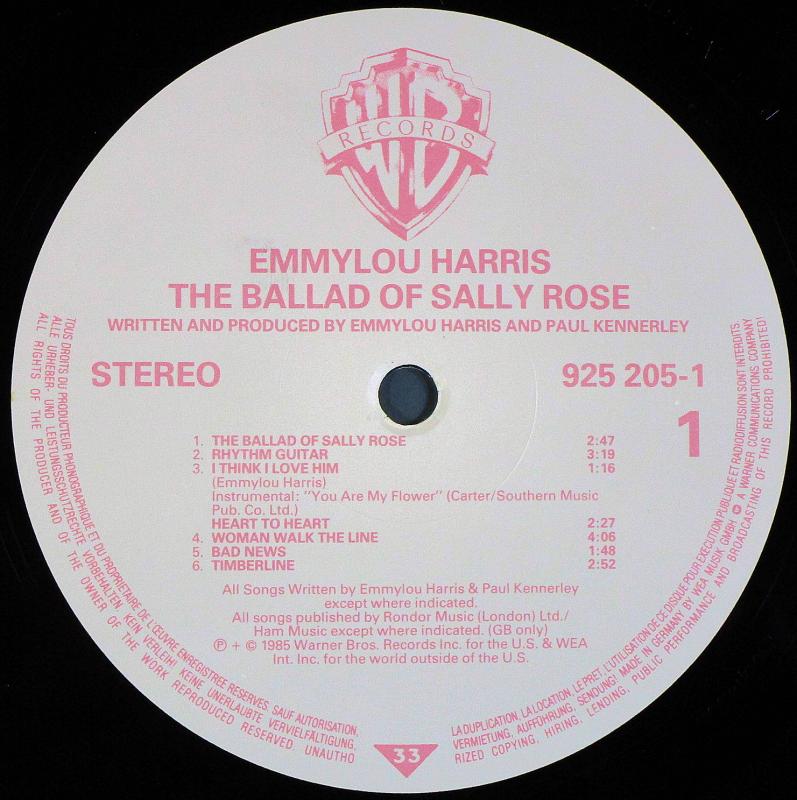 WB
RECORDS
EMMYLOU HARRIS
THE BALLAD OF SALLY ROSE
WRITTEN AND PRODUCED BY EMMYLOU HARRIS AND PAUL KENNERLEY
STEREO 925 205-1
1
1. THE BALLAD OF SALLY ROSE 2:47
2. RHYTHM GUITAR 3:19
3. I THINK I LOVE HIM 1:16
(Emmylou Harris)
Instrumental: "You Are My Flower" (Carter/Southern Music
Pub. Co. Ltd.)
HEART TO HEART 2:27
4. WOMAN WALK THE LINE 4:06
5. BAD NEWS 1:48
6. TIMBERLINE 2:52
All Songs Written by Emmylou Harris & Paul Kennerley
except where indicated.
All songs published by Rondor Music (London) Ltd./
Ham Music except where indicated. (GB only)
℗ + © 1985 Warner Bros. Records Inc. for the U.S. & WEA
Int. Inc. for the world outside of the U.S.
TOUS DROITS DU PRODUCTEUR PHONOGRAPHIQUE ET DU PROPRIETAIRE DE L'ŒUVRE ENREGISTREE RESERVES. SAUF AUTORISATION, LA DUPLICATION, LA LOCATION, LE PRET, L'UTILISATION DE CE DISQUE POUR EXECUTION PUBLIQUE ET RADIODIFFUSION SONT INTERDITS.
ALLE URHEBER- UND LEISTUNGSSCHUTZRECHTE VORBEHALTEN. KEIN VERLEIH! KEINE UNERLAUBTE VERVIELFÄLTIGUNG, VERMIETUNG, AUFFÜHRUNG, SENDUNG! MADE IN GERMANY BY WEA MUSIK GMBH A WARNER COMMUNICATIONS COMPANY
ALL RIGHTS OF THE PRODUCER AND OF THE OWNER OF THE WORK REPRODUCED RESERVED. UNAUTHORIZED COPYING, HIRING, LENDING, PUBLIC PERFORMANCE AND BROADCASTING OF THIS RECORD PROHIBITED!
33